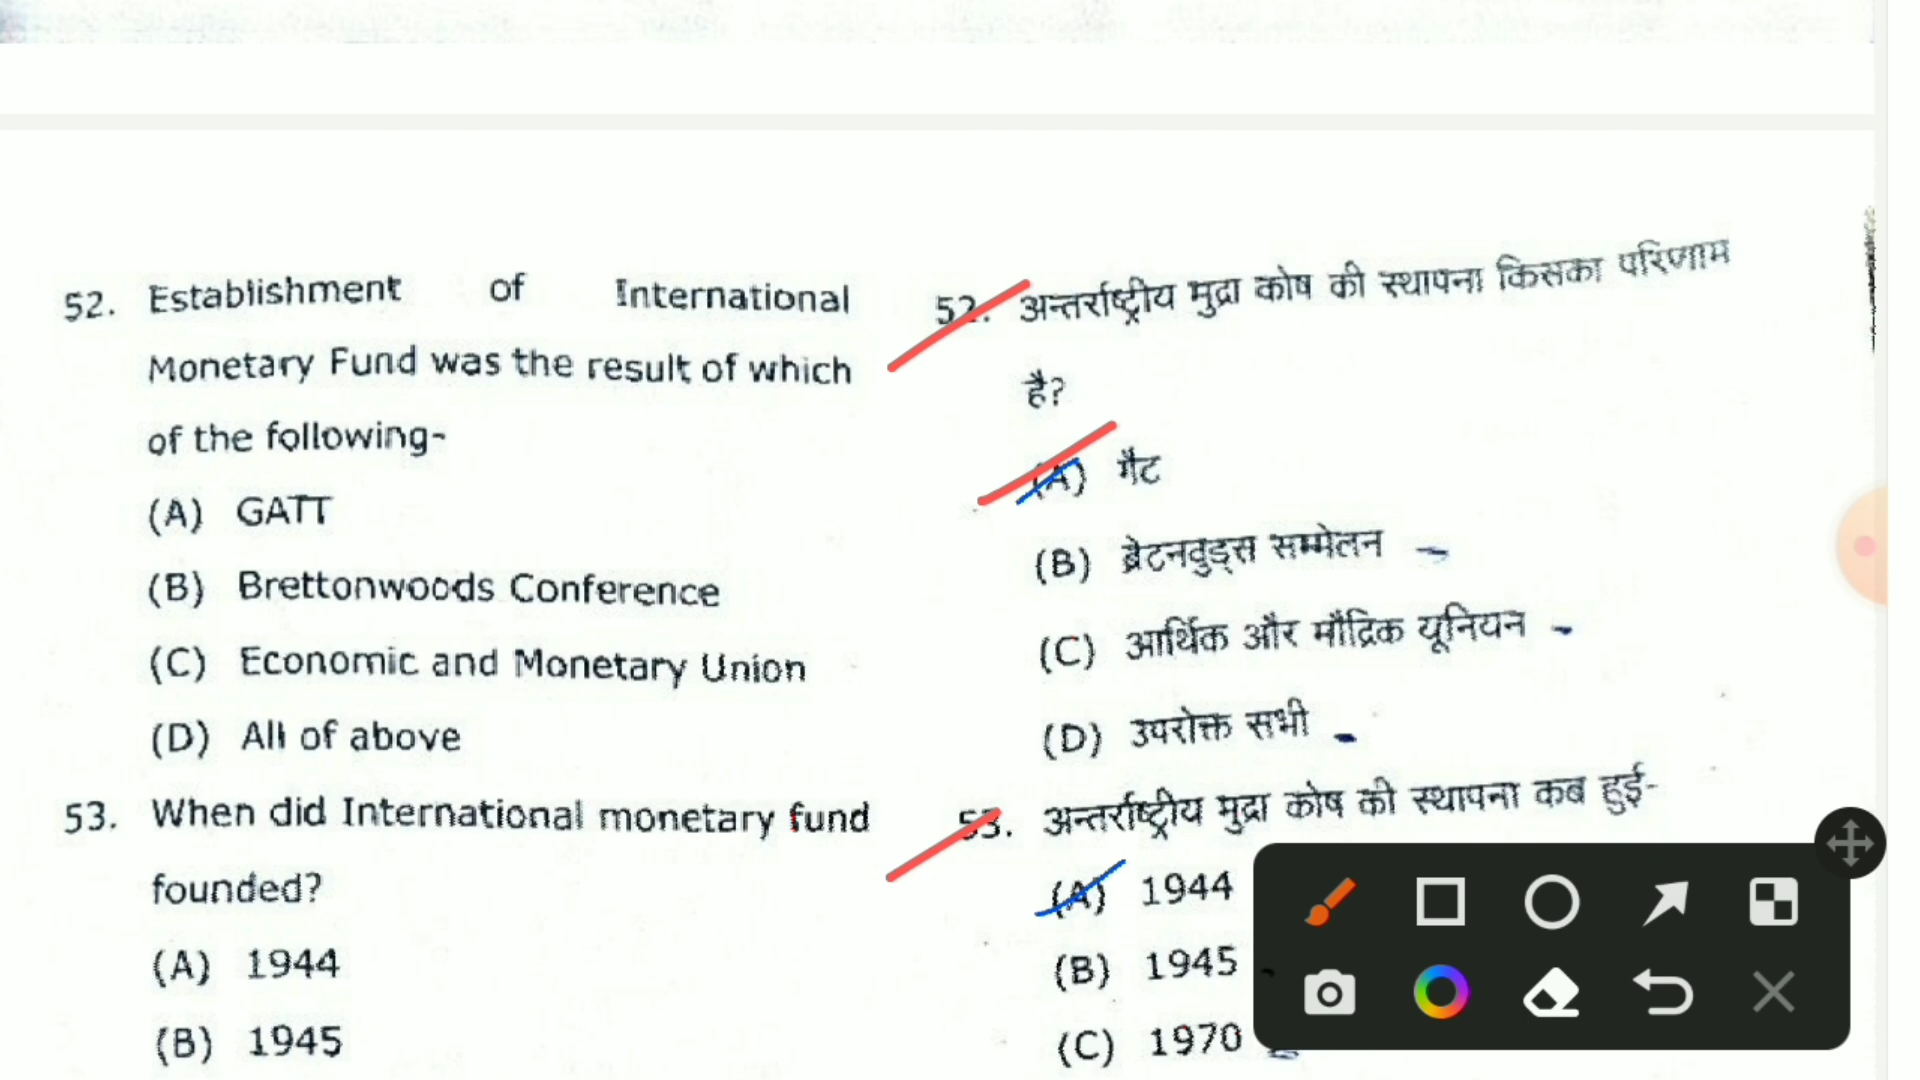 52. Establishment of International
Monetary Fund was the result of which
of the following-
(A) GATT
(B) Brettonwoods Conference
(C) Economic and Monetary Union
(D) All of above
53. When did International monetary fund
founded?
(A) 1944
(B) 1945
52. अन्तर्राष्ट्रीय मुद्रा कोष की स्थापना किसका परिणाम
है?
(A) गैट
(B) ब्रेटनवुड्स सम्मेलन
(C) आर्थिक और मौद्रिक यूनियन
(D) उपरोक्त सभी
53. अन्तर्राष्ट्रीय मुद्रा कोष की स्थापना कब हुई-
(A) 1944
(B) 1945
(C) 1970